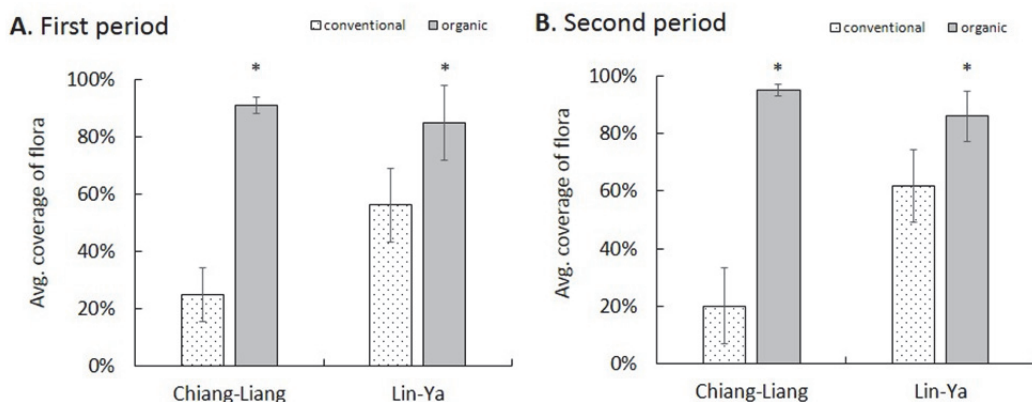 A. First period
conventional organic
Avg. coverage of flora
100%
80%
60%
40%
20%
0%
* *
Chiang-Liang Lin-Ya
B. Second period
conventional organic
Avg. coverage of flora
100%
80%
60%
40%
20%
0%
* *
Chiang-Liang Lin-Ya